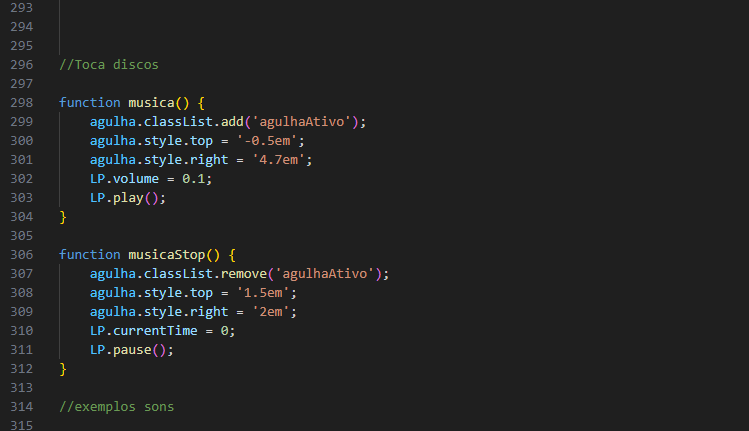 293
294
295
296 //Toca discos
297
298 function musica() {
299     agulha.classList.add('agulhaAtivo');
300     agulha.style.top = '-0.5em';
301     agulha.style.right = '4.7em';
302     LP.volume = 0.1;
303     LP.play();
304 }
305
306 function musicaStop() {
307     agulha.classList.remove('agulhaAtivo');
308     agulha.style.top = '1.5em';
309     agulha.style.right = '2em';
310     LP.currentTime = 0;
311     LP.pause();
312 }
313
314 //exemplos sons
315